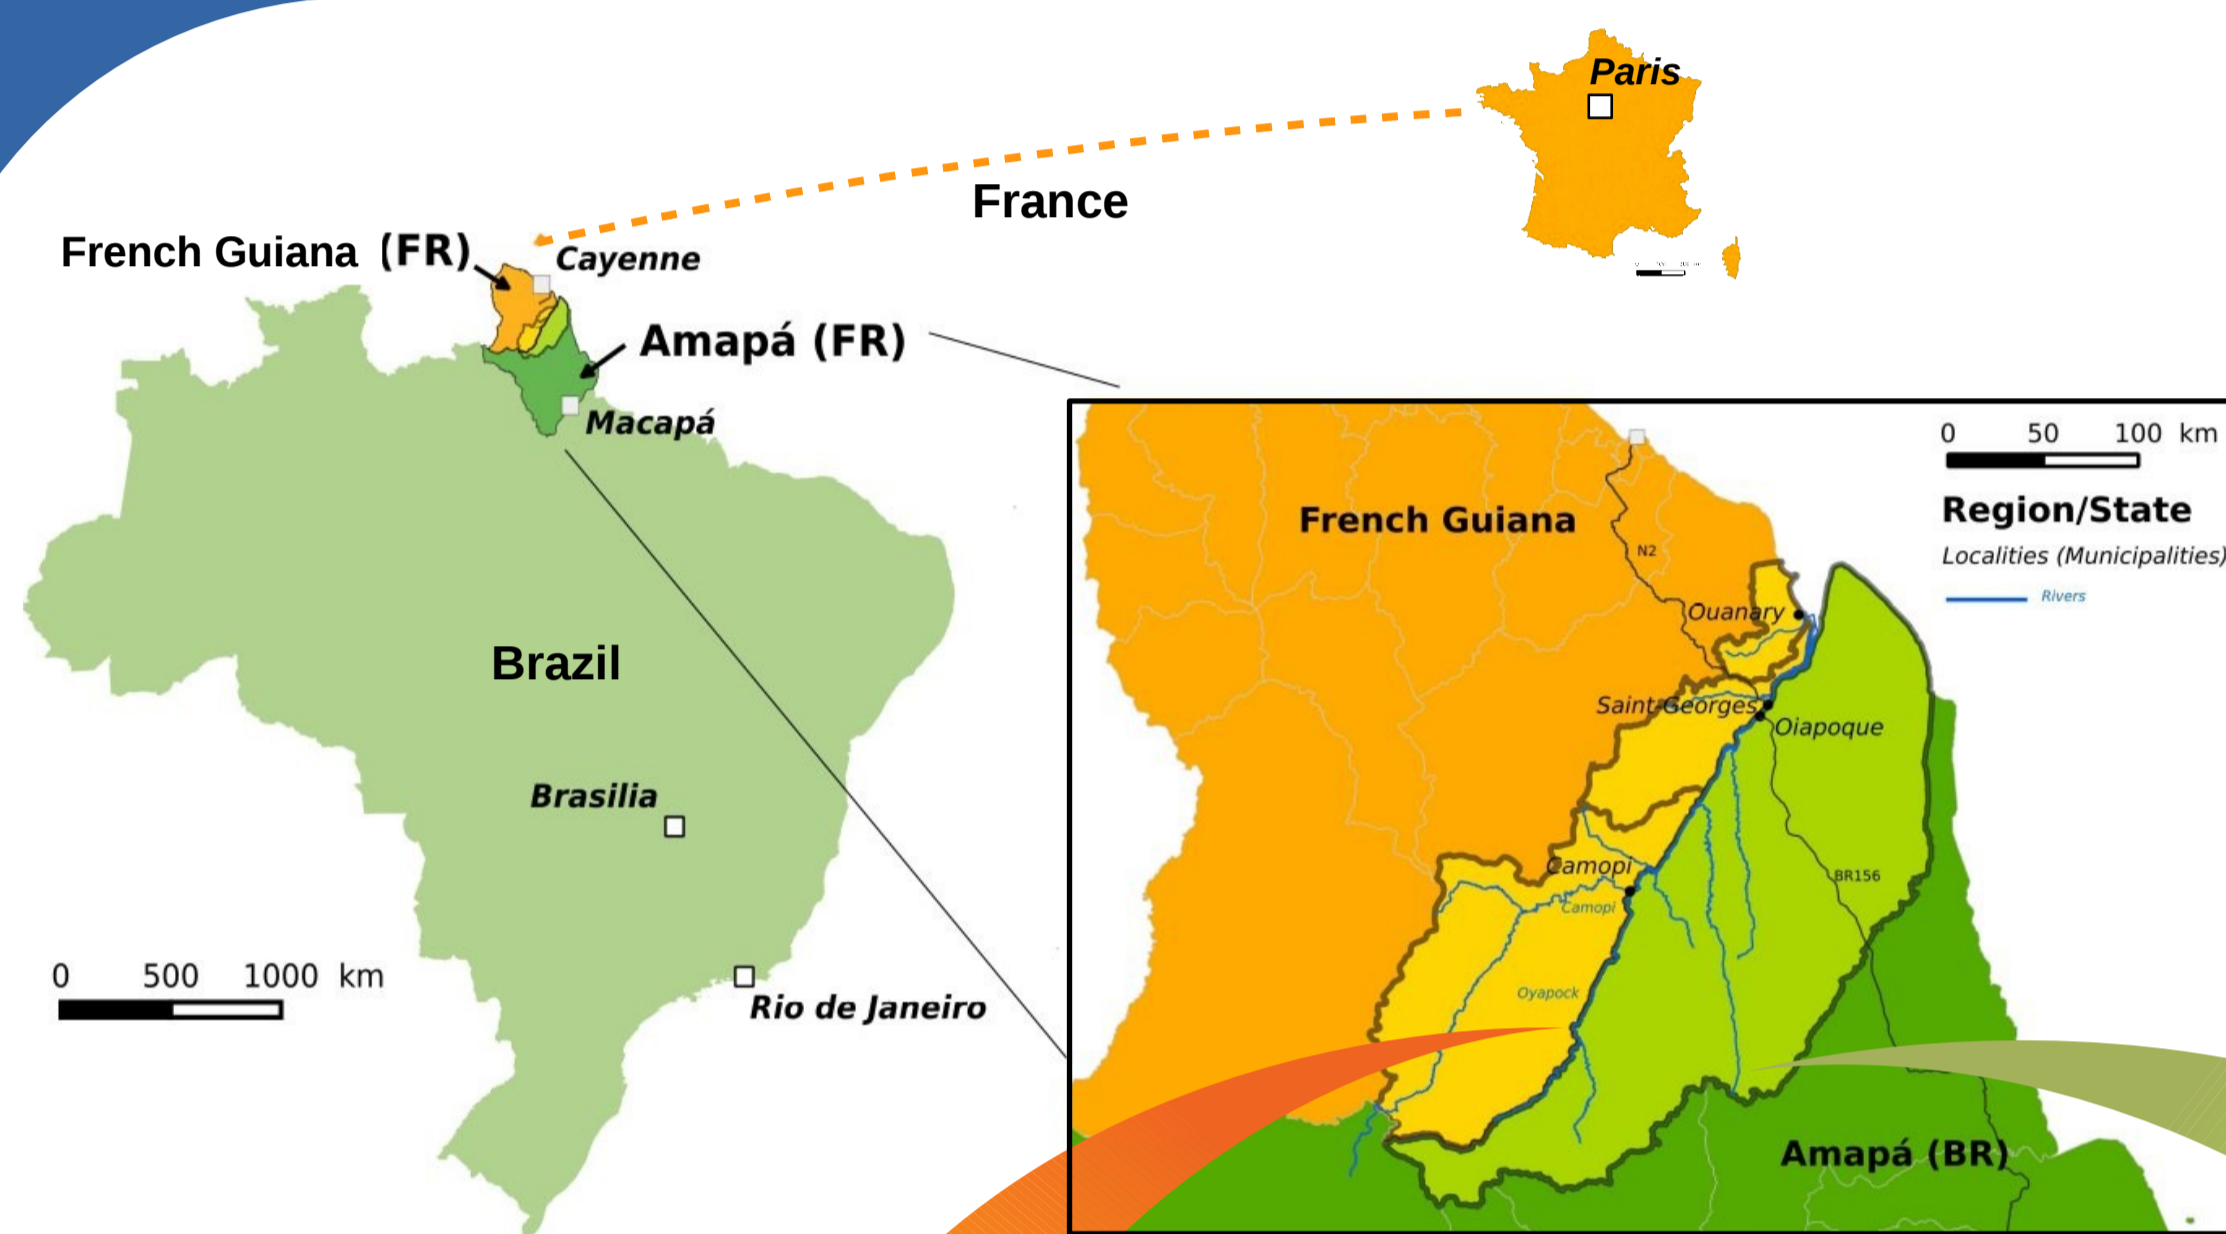 Paris
France
French Guiana (FR)
Cayenne
Amapá (FR)
Macapá
Brazil
Brasilia
0 500 1000 km
Rio de Janeiro
0 50 100 km
Region/State
Localities (Municipalities)
Rivers
French Guiana
N2
Ouanary
Saint-Georges
Oiapoque
Camopi
Camopi
BR156
Oyapock
Amapá (BR)